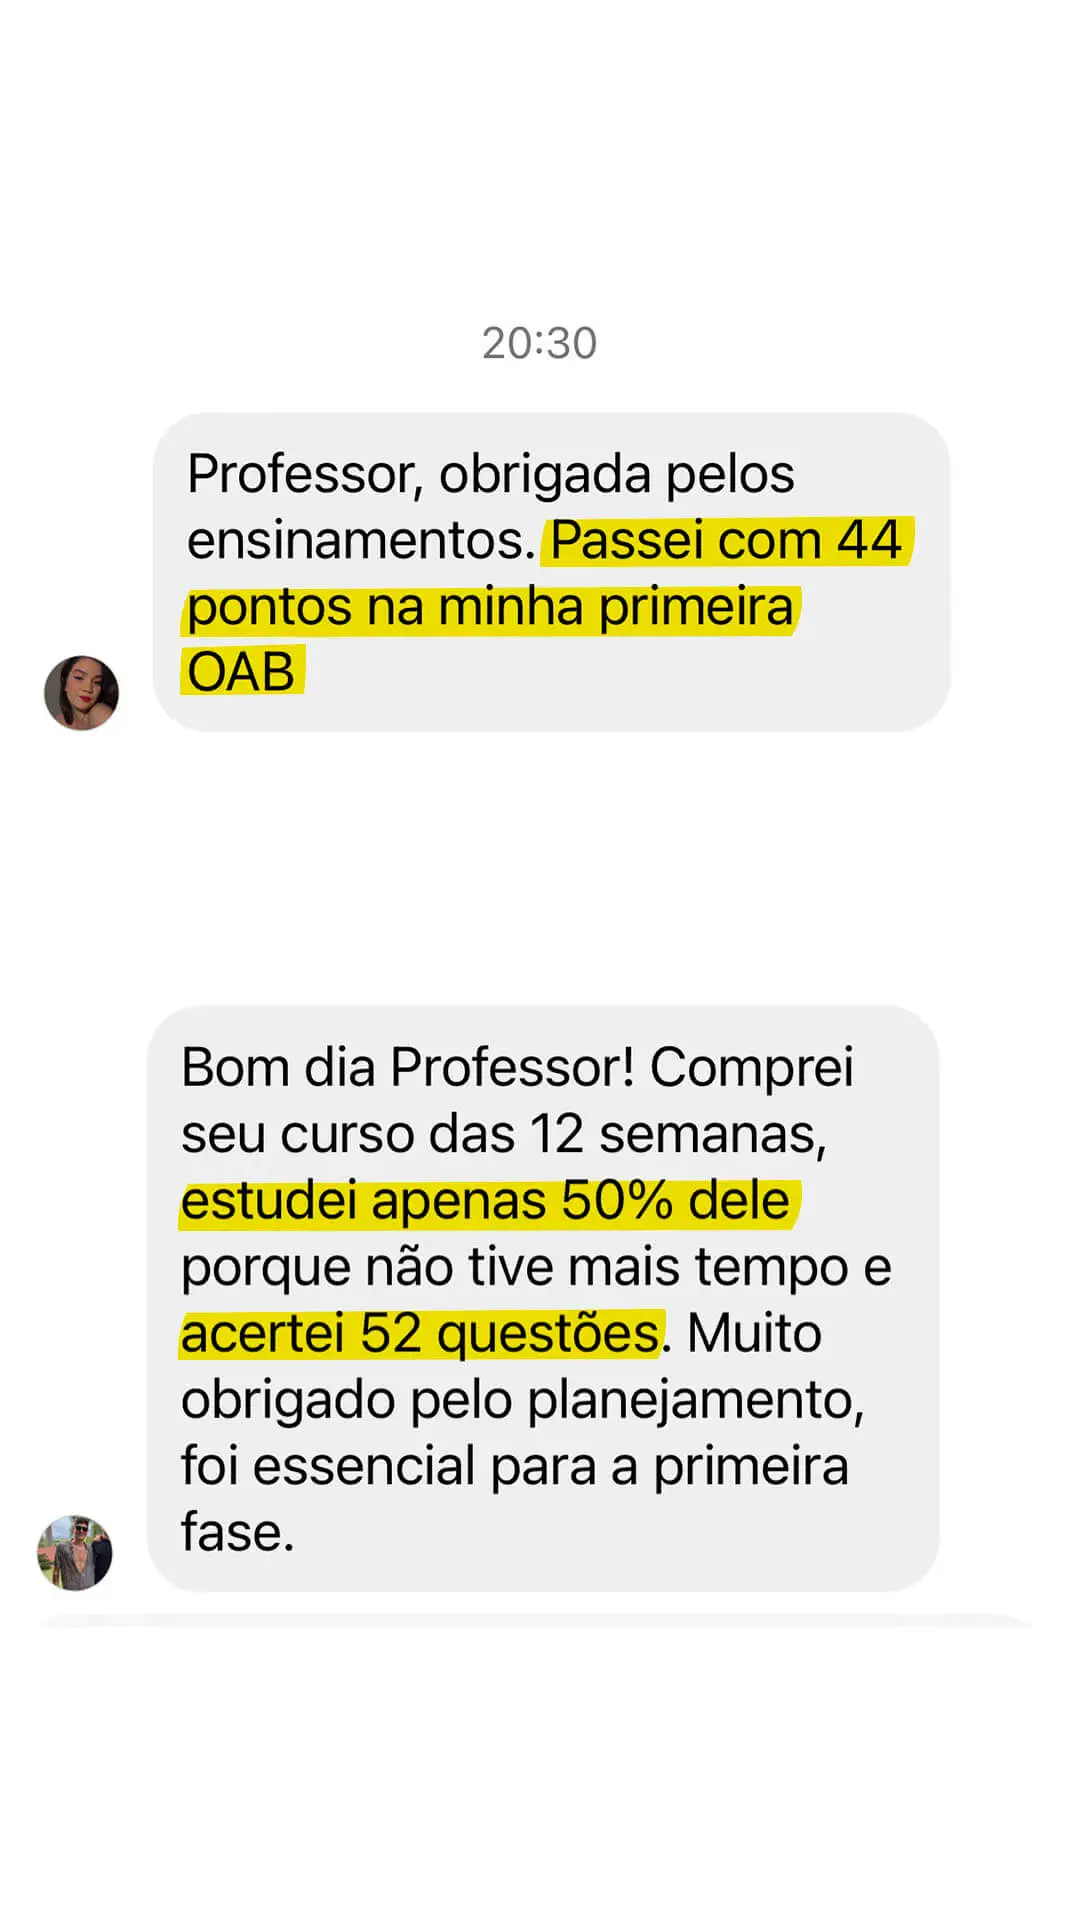 20:30
Professor, obrigada pelos
ensinamentos. Passei com 44
pontos na minha primeira
OAB
Bom dia Professor! Comprei
seu curso das 12 semanas,
estudei apenas 50% dele
porque não tive mais tempo e
acertei 52 questões. Muito
obrigado pelo planejamento,
foi essencial para a primeira
fase.